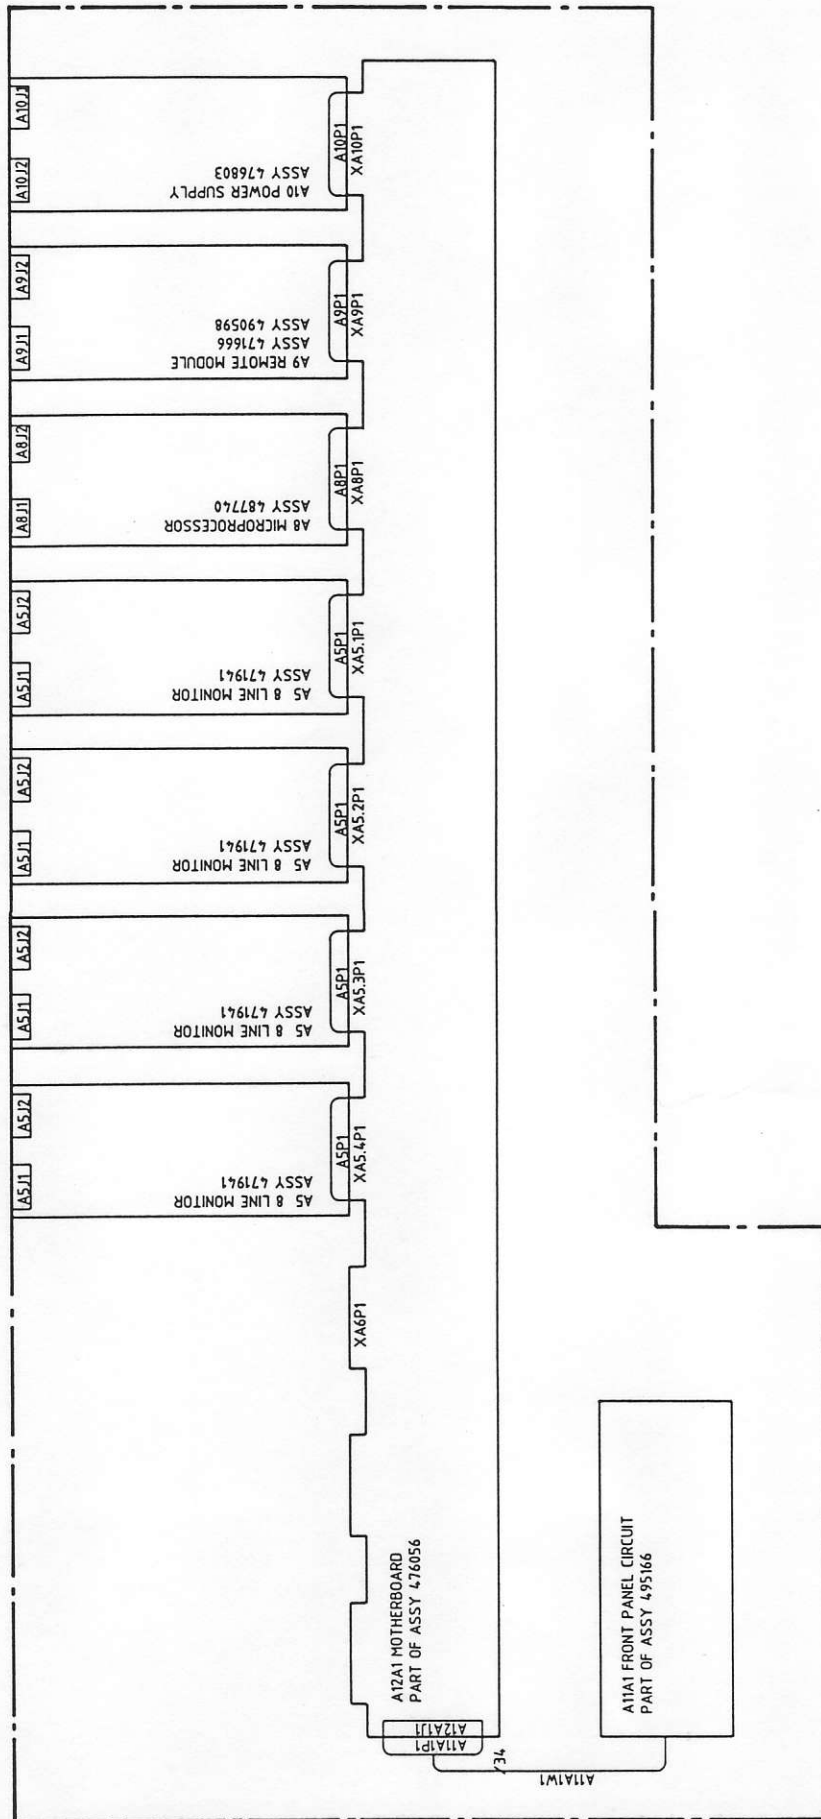 A10J1
A10J2
A10 POWER SUPPLY
ASSY 476803
A10P1
XA10P1
A9J2
A9J1
A9 REMOTE MODULE
ASSY 471666
ASSY 490598
A9P1
XA9P1
A8J2
A8J1
A8 MICROPROCESSOR
ASSY 487740
A8P1
XA8P1
A5J2
A5J1
A5 8 LINE MONITOR
ASSY 471941
A5P1
XA5.1P1
A5J2
A5J1
A5 8 LINE MONITOR
ASSY 471941
A5P1
XA5.2P1
A5J2
A5J1
A5 8 LINE MONITOR
ASSY 471941
A5P1
XA5.3P1
A5J2
A5J1
A5 8 LINE MONITOR
ASSY 471941
A5P1
XA5.4P1
XA6P1
A12A1 MOTHERBOARD
PART OF ASSY 476056
A12A1J1
A11A1P1
/34
A11A1W1
A11A1 FRONT PANEL CIRCUIT
PART OF ASSY 495166